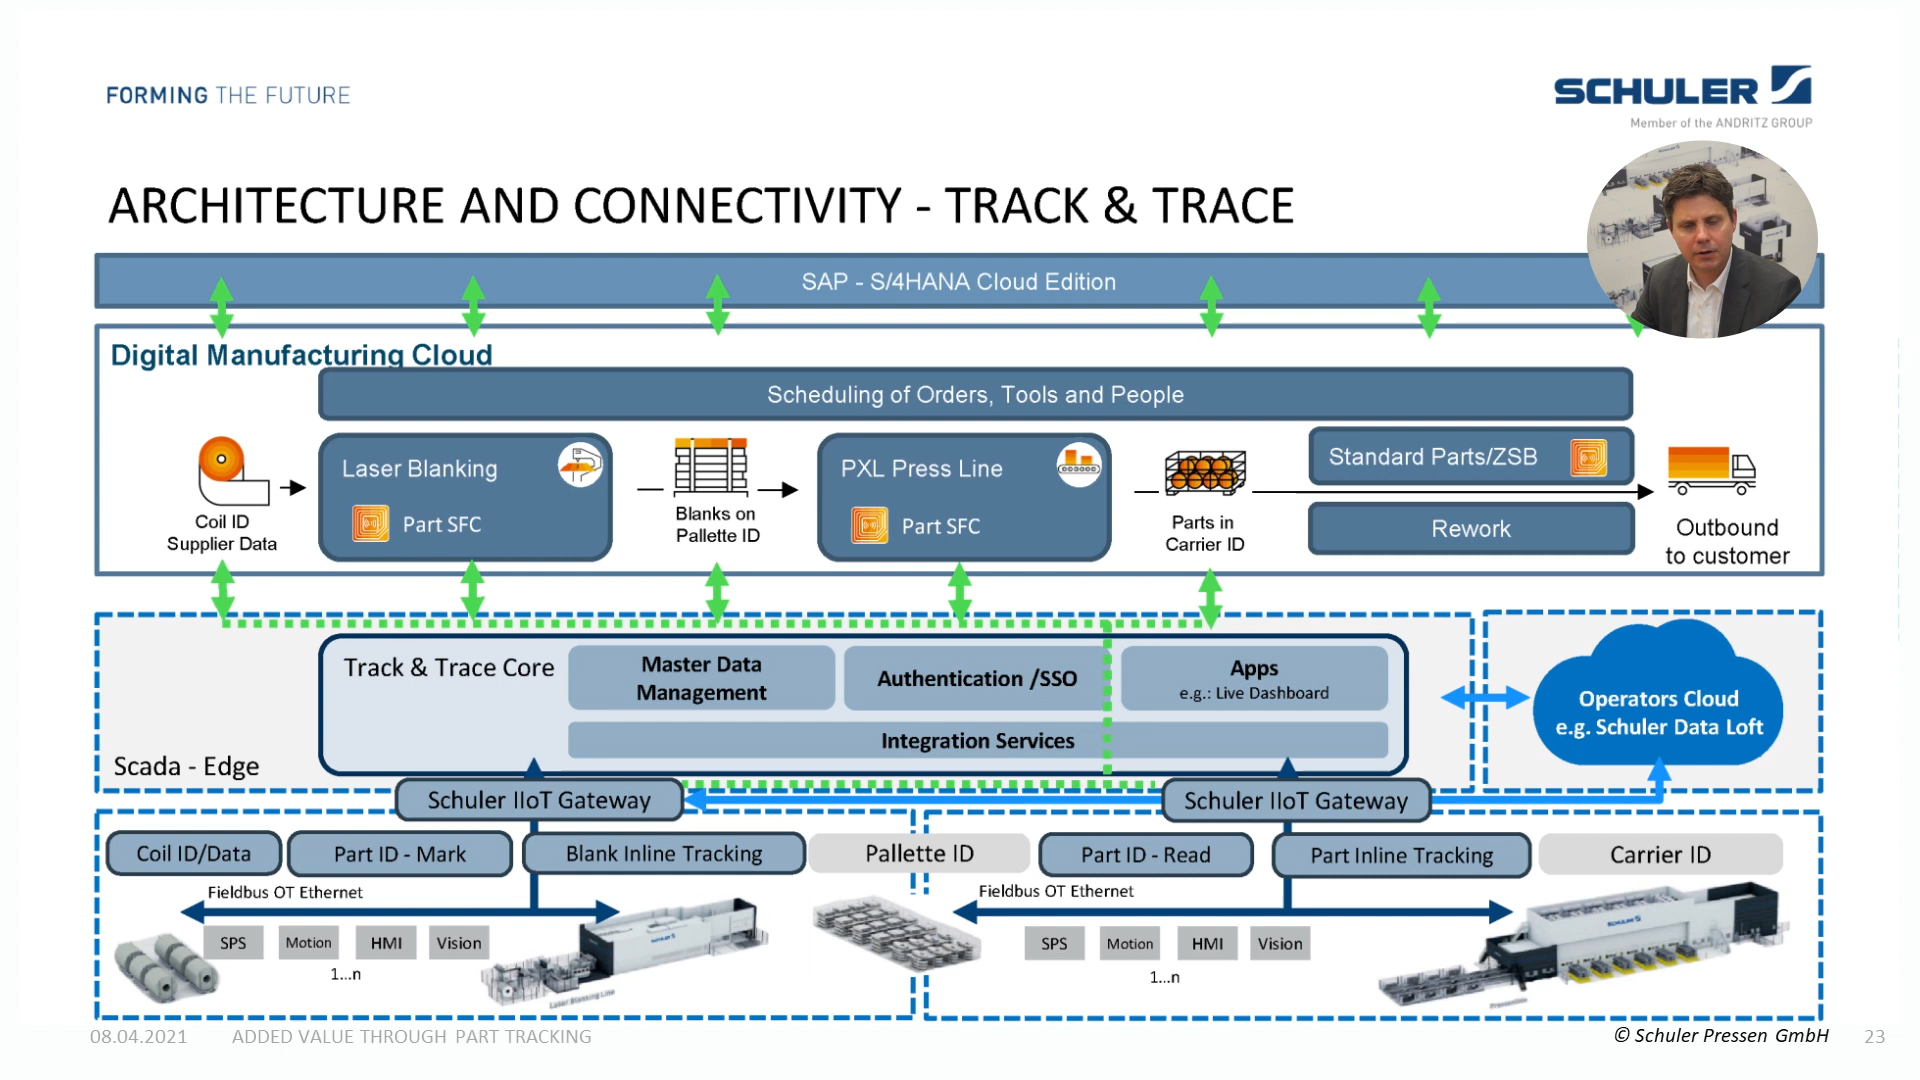 FORMING THE FUTURE
SCHULER
Member of the ANDRITZ GROUP
ARCHITECTURE AND CONNECTIVITY - TRACK & TRACE
SAP - S/4HANA Cloud Edition
Digital Manufacturing Cloud
Scheduling of Orders, Tools and People
Coil ID
Supplier Data
Laser Blanking
Part SFC
Blanks on
Pallette ID
PXL Press Line
Part SFC
Parts in
Carrier ID
Standard Parts/ZSB
Rework
Outbound
to customer
Track & Trace Core
Master Data
Management
Authentication /SSO
Apps
e.g.: Live Dashboard
Integration Services
Scada - Edge
Operators Cloud
e.g. Schuler Data Loft
Schuler IIoT Gateway
Schuler IIoT Gateway
Coil ID/Data
Part ID - Mark
Blank Inline Tracking
Pallette ID
Part ID - Read
Part Inline Tracking
Carrier ID
Fieldbus OT Ethernet
SPS
Motion
HMI
Vision
1...n
SCHULER
Laser Blanking Line
Fieldbus OT Ethernet
SPS
Motion
HMI
Vision
1...n
SCHULER
08.04.2021
ADDED VALUE THROUGH PART TRACKING
© Schuler Pressen GmbH
23